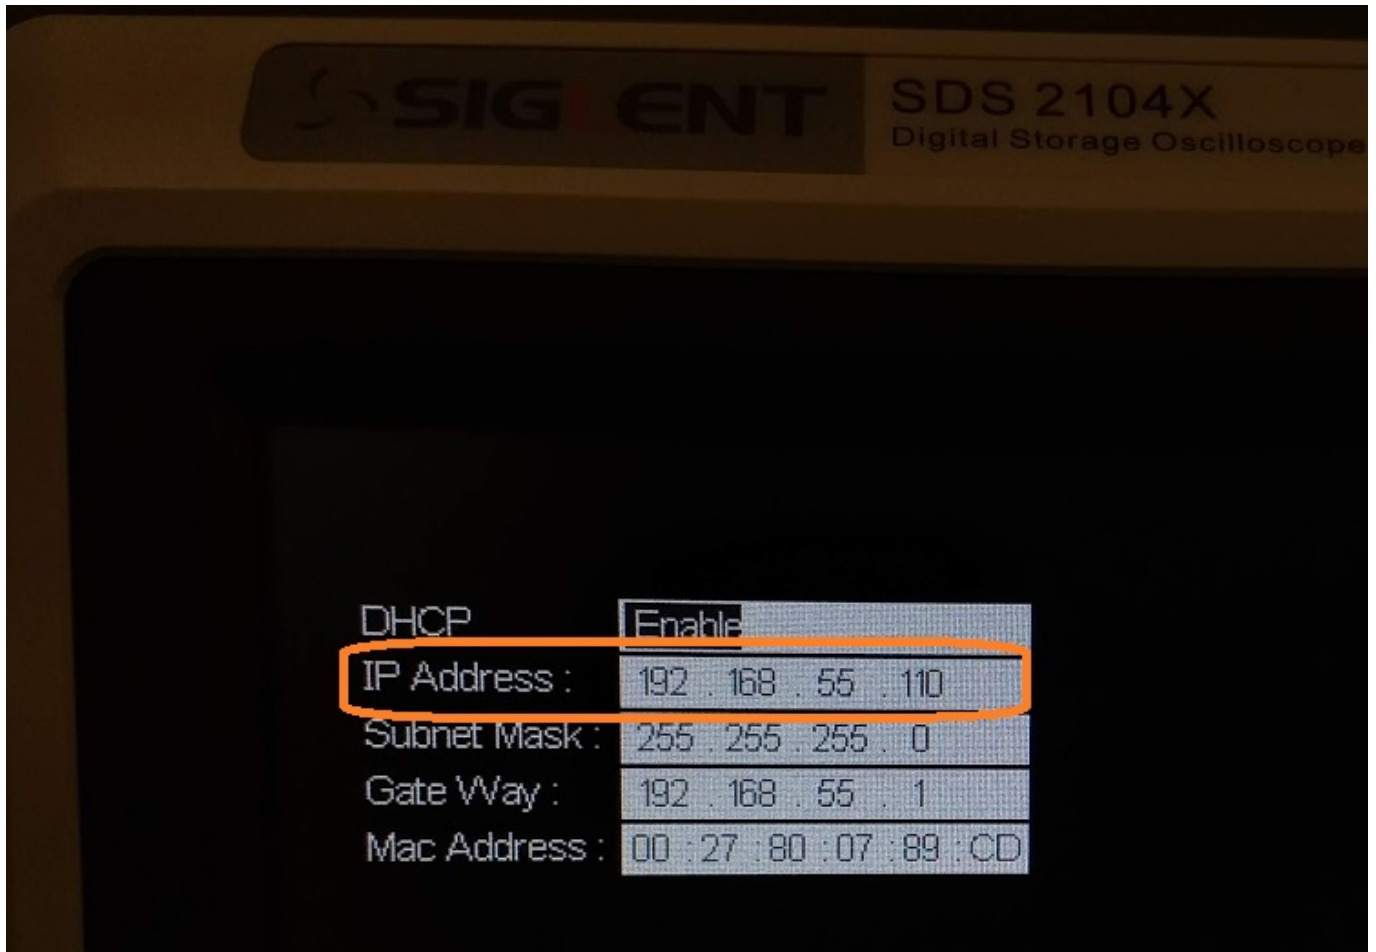 SIGLENT
SDS 2104X
Digital Storage Oscilloscope
DHCP Enable
IP Address : 192 . 168 . 55 . 110
Subnet Mask : 255 . 255 . 255 . 0
Gate Way : 192 . 168 . 55 . 1
Mac Address : 00 : 27 : 80 : 07 : 89 : CD